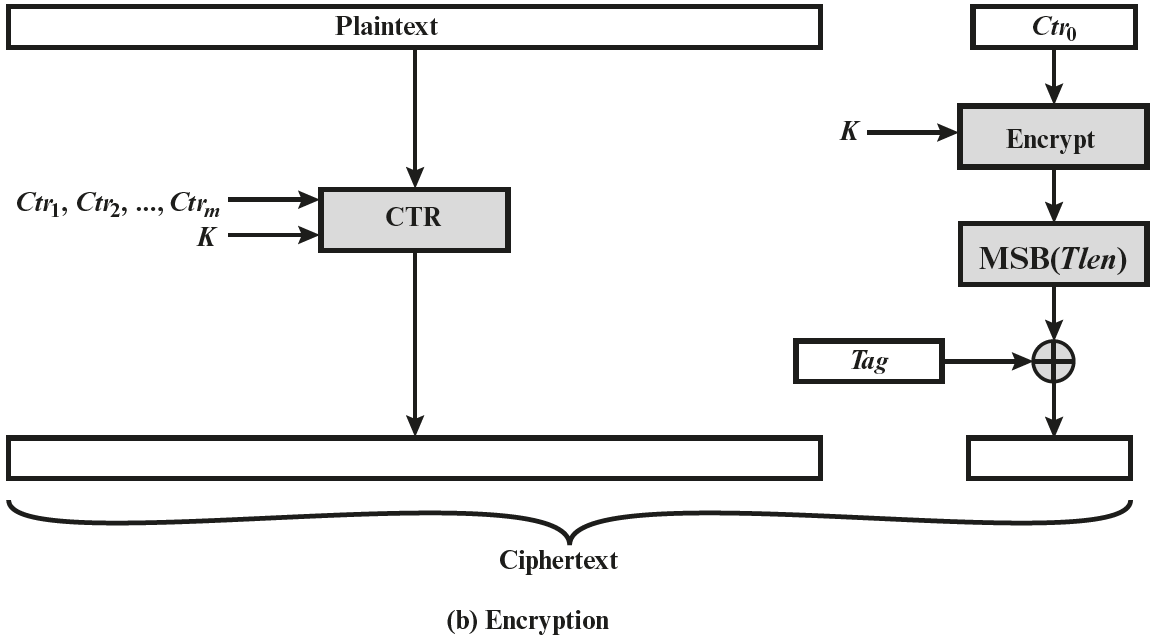 Plaintext
Ctr0
K
Encrypt
Ctr1, Ctr2, ..., Ctrm
K
CTR
MSB(Tlen)
Tag
Ciphertext
(b) Encryption